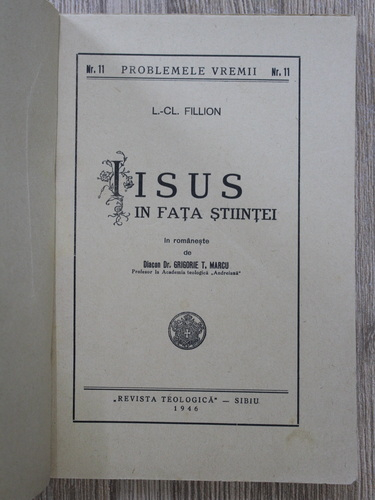 Nr. 11 PROBLEMELE VREMII Nr. 11
L.-CL. FILLION
IISUS
IN FAȚA ȘTIINȚEI
în românește
de
Diacon Dr. GRIGORIE T. MARCU
Profesor la Academia teologică „Andreiană”
„REVISTA TEOLOGICĂ” — SIBIU
1946